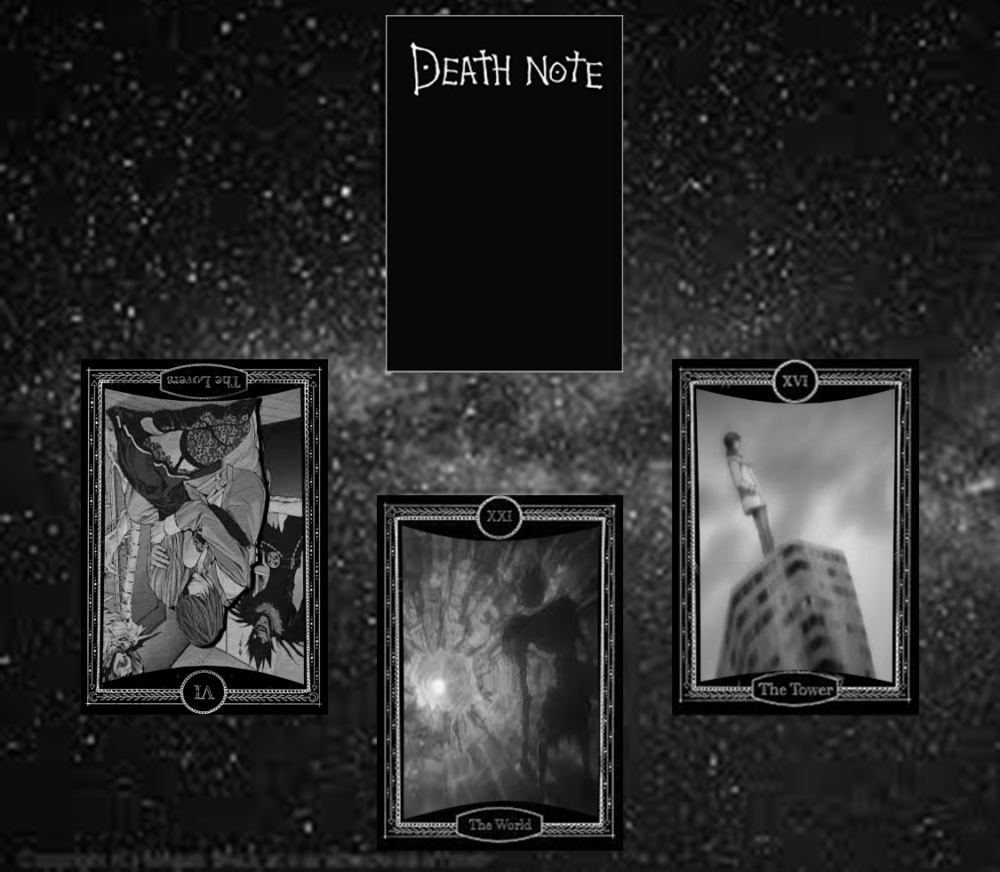 DEATH NOTE
The Lovers
VI
XXI
The World
XVI
The Tower